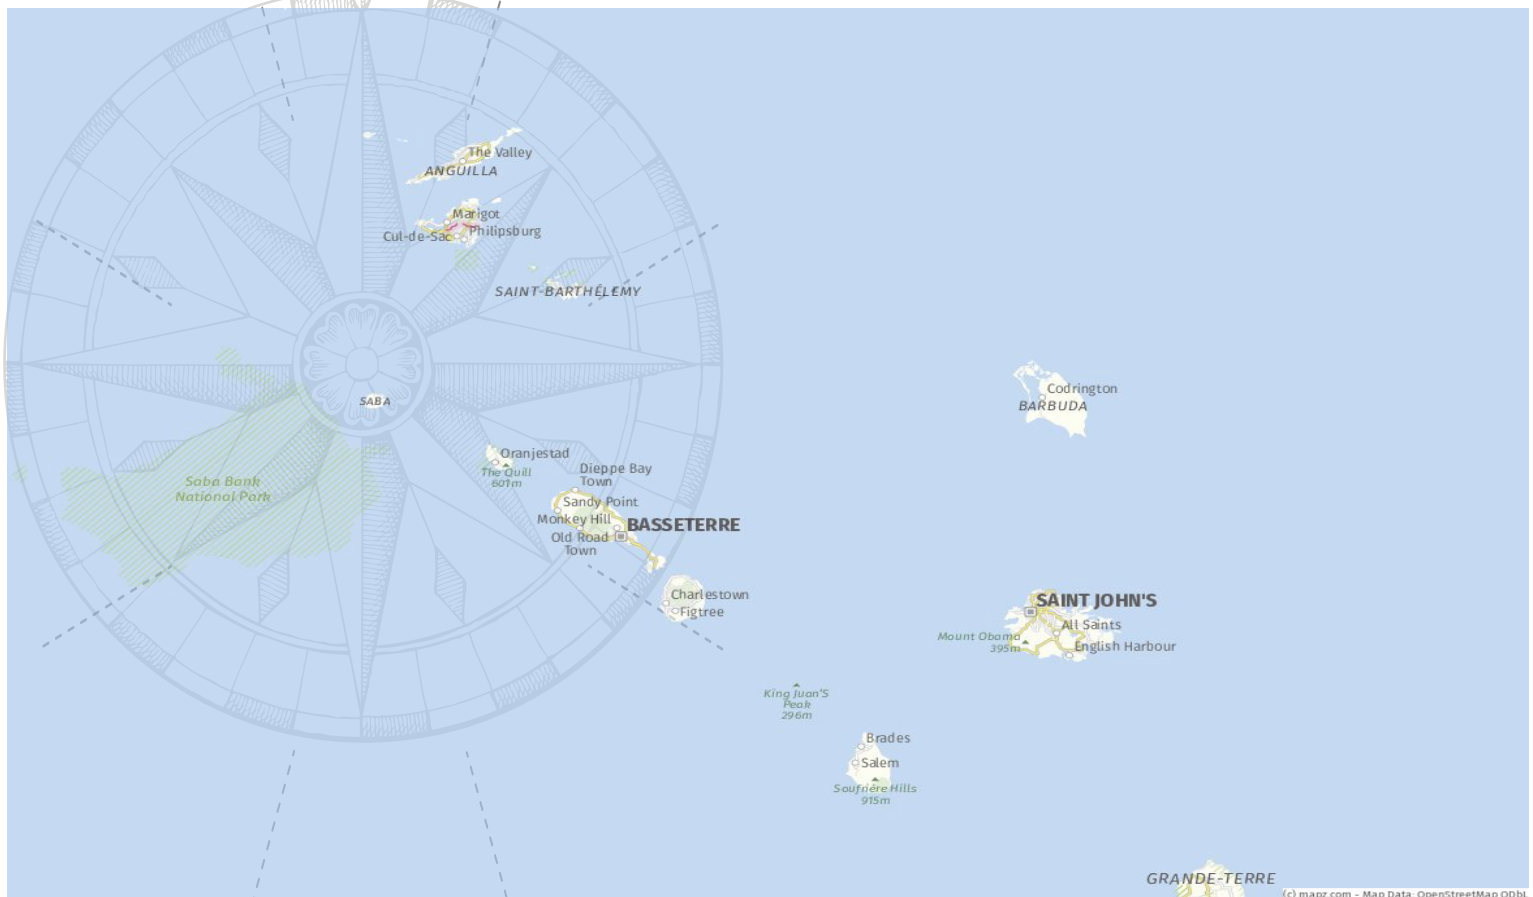 The Valley
ANGUILLA
Marigot
Cul-de-Sac
Philipsburg
SAINT-BARTHÉLEMY
SABA
Codrington
BARBUDA
Oranjestad
The Quill
601m
Saba Bank
National Park
Dieppe Bay
Town
Sandy Point
Monkey Hill
BASSETERRE
Old Road
Town
Charlestown
Figtree
SAINT JOHN'S
All Saints
Mount Obama
395m
English Harbour
King Juan'S
Peak
296m
Brades
Salem
Soufrière Hills
915m
GRANDE-TERRE
(c) mapz.com - Map Data: OpenStreetMap ODbL